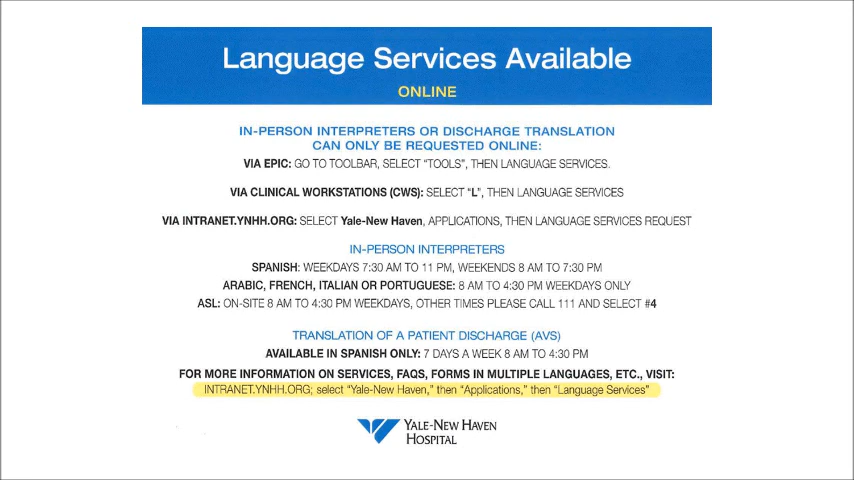 Language Services Available
ONLINE
IN-PERSON INTERPRETERS OR DISCHARGE TRANSLATION
CAN ONLY BE REQUESTED ONLINE:
VIA EPIC: GO TO TOOLBAR, SELECT "TOOLS", THEN LANGUAGE SERVICES.
VIA CLINICAL WORKSTATIONS (CWS): SELECT "L", THEN LANGUAGE SERVICES
VIA INTRANET.YNHH.ORG: SELECT Yale-New Haven, APPLICATIONS, THEN LANGUAGE SERVICES REQUEST
IN-PERSON INTERPRETERS
SPANISH: WEEKDAYS 7:30 AM TO 11 PM, WEEKENDS 8 AM TO 7:30 PM
ARABIC, FRENCH, ITALIAN OR PORTUGUESE: 8 AM TO 4:30 PM WEEKDAYS ONLY
ASL: ON-SITE 8 AM TO 4:30 PM WEEKDAYS, OTHER TIMES PLEASE CALL 111 AND SELECT #4
TRANSLATION OF A PATIENT DISCHARGE (AVS)
AVAILABLE IN SPANISH ONLY: 7 DAYS A WEEK 8 AM TO 4:30 PM
FOR MORE INFORMATION ON SERVICES, FAQS, FORMS IN MULTIPLE LANGUAGES, ETC., VISIT:
INTRANET.YNHH.ORG; select "Yale-New Haven," then "Applications," then "Language Services"
YALE-NEW HAVEN
HOSPITAL